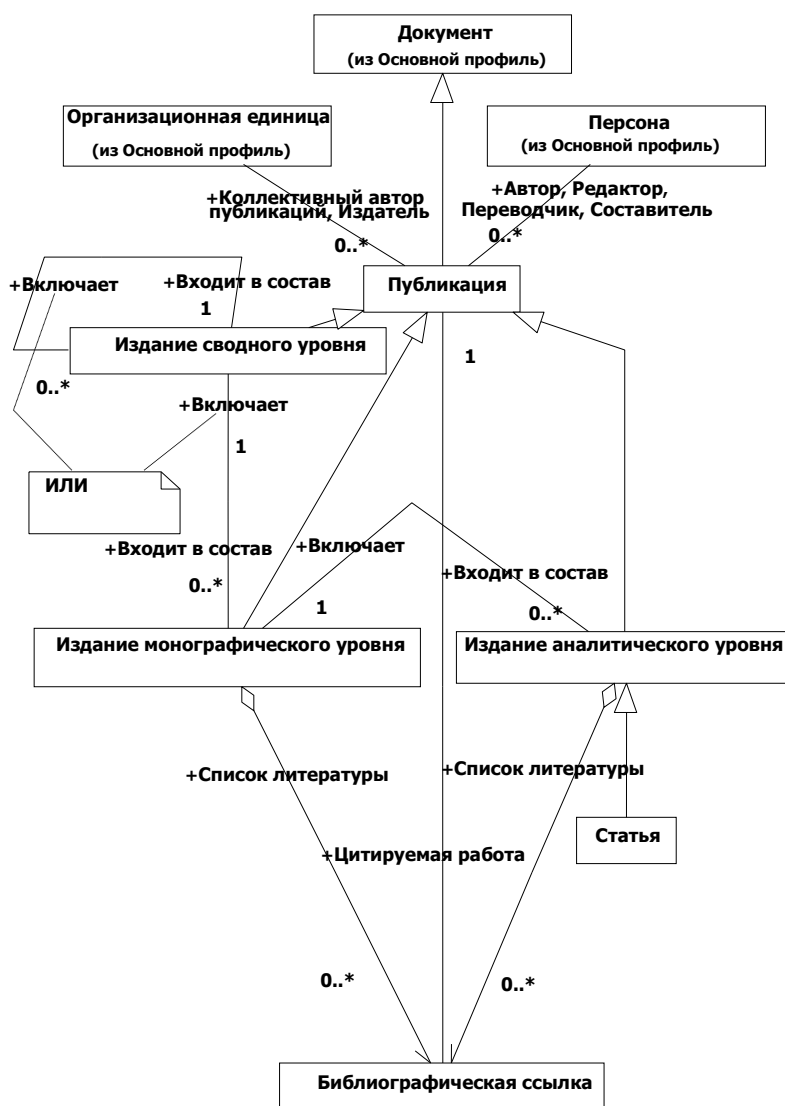 Документ
(из Основной профиль)
Организационная единица
(из Основной профиль)
Персона
(из Основной профиль)
+Коллективный автор
публикаций, Издатель
0..*
+Автор, Редактор,
Переводчик, Составитель
0..*
Публикация
+Включает
+Входит в состав
1
Издание сводного уровня
0..*
1
+Включает
1
ИЛИ
+Входит в состав
0..*
+Включает
1
+Входит в состав
0..*
Издание монографического уровня
Издание аналитического уровня
+Список литературы
+Список литературы
Статья
+Цитируемая работа
0..*
0..*
Библиографическая ссылка